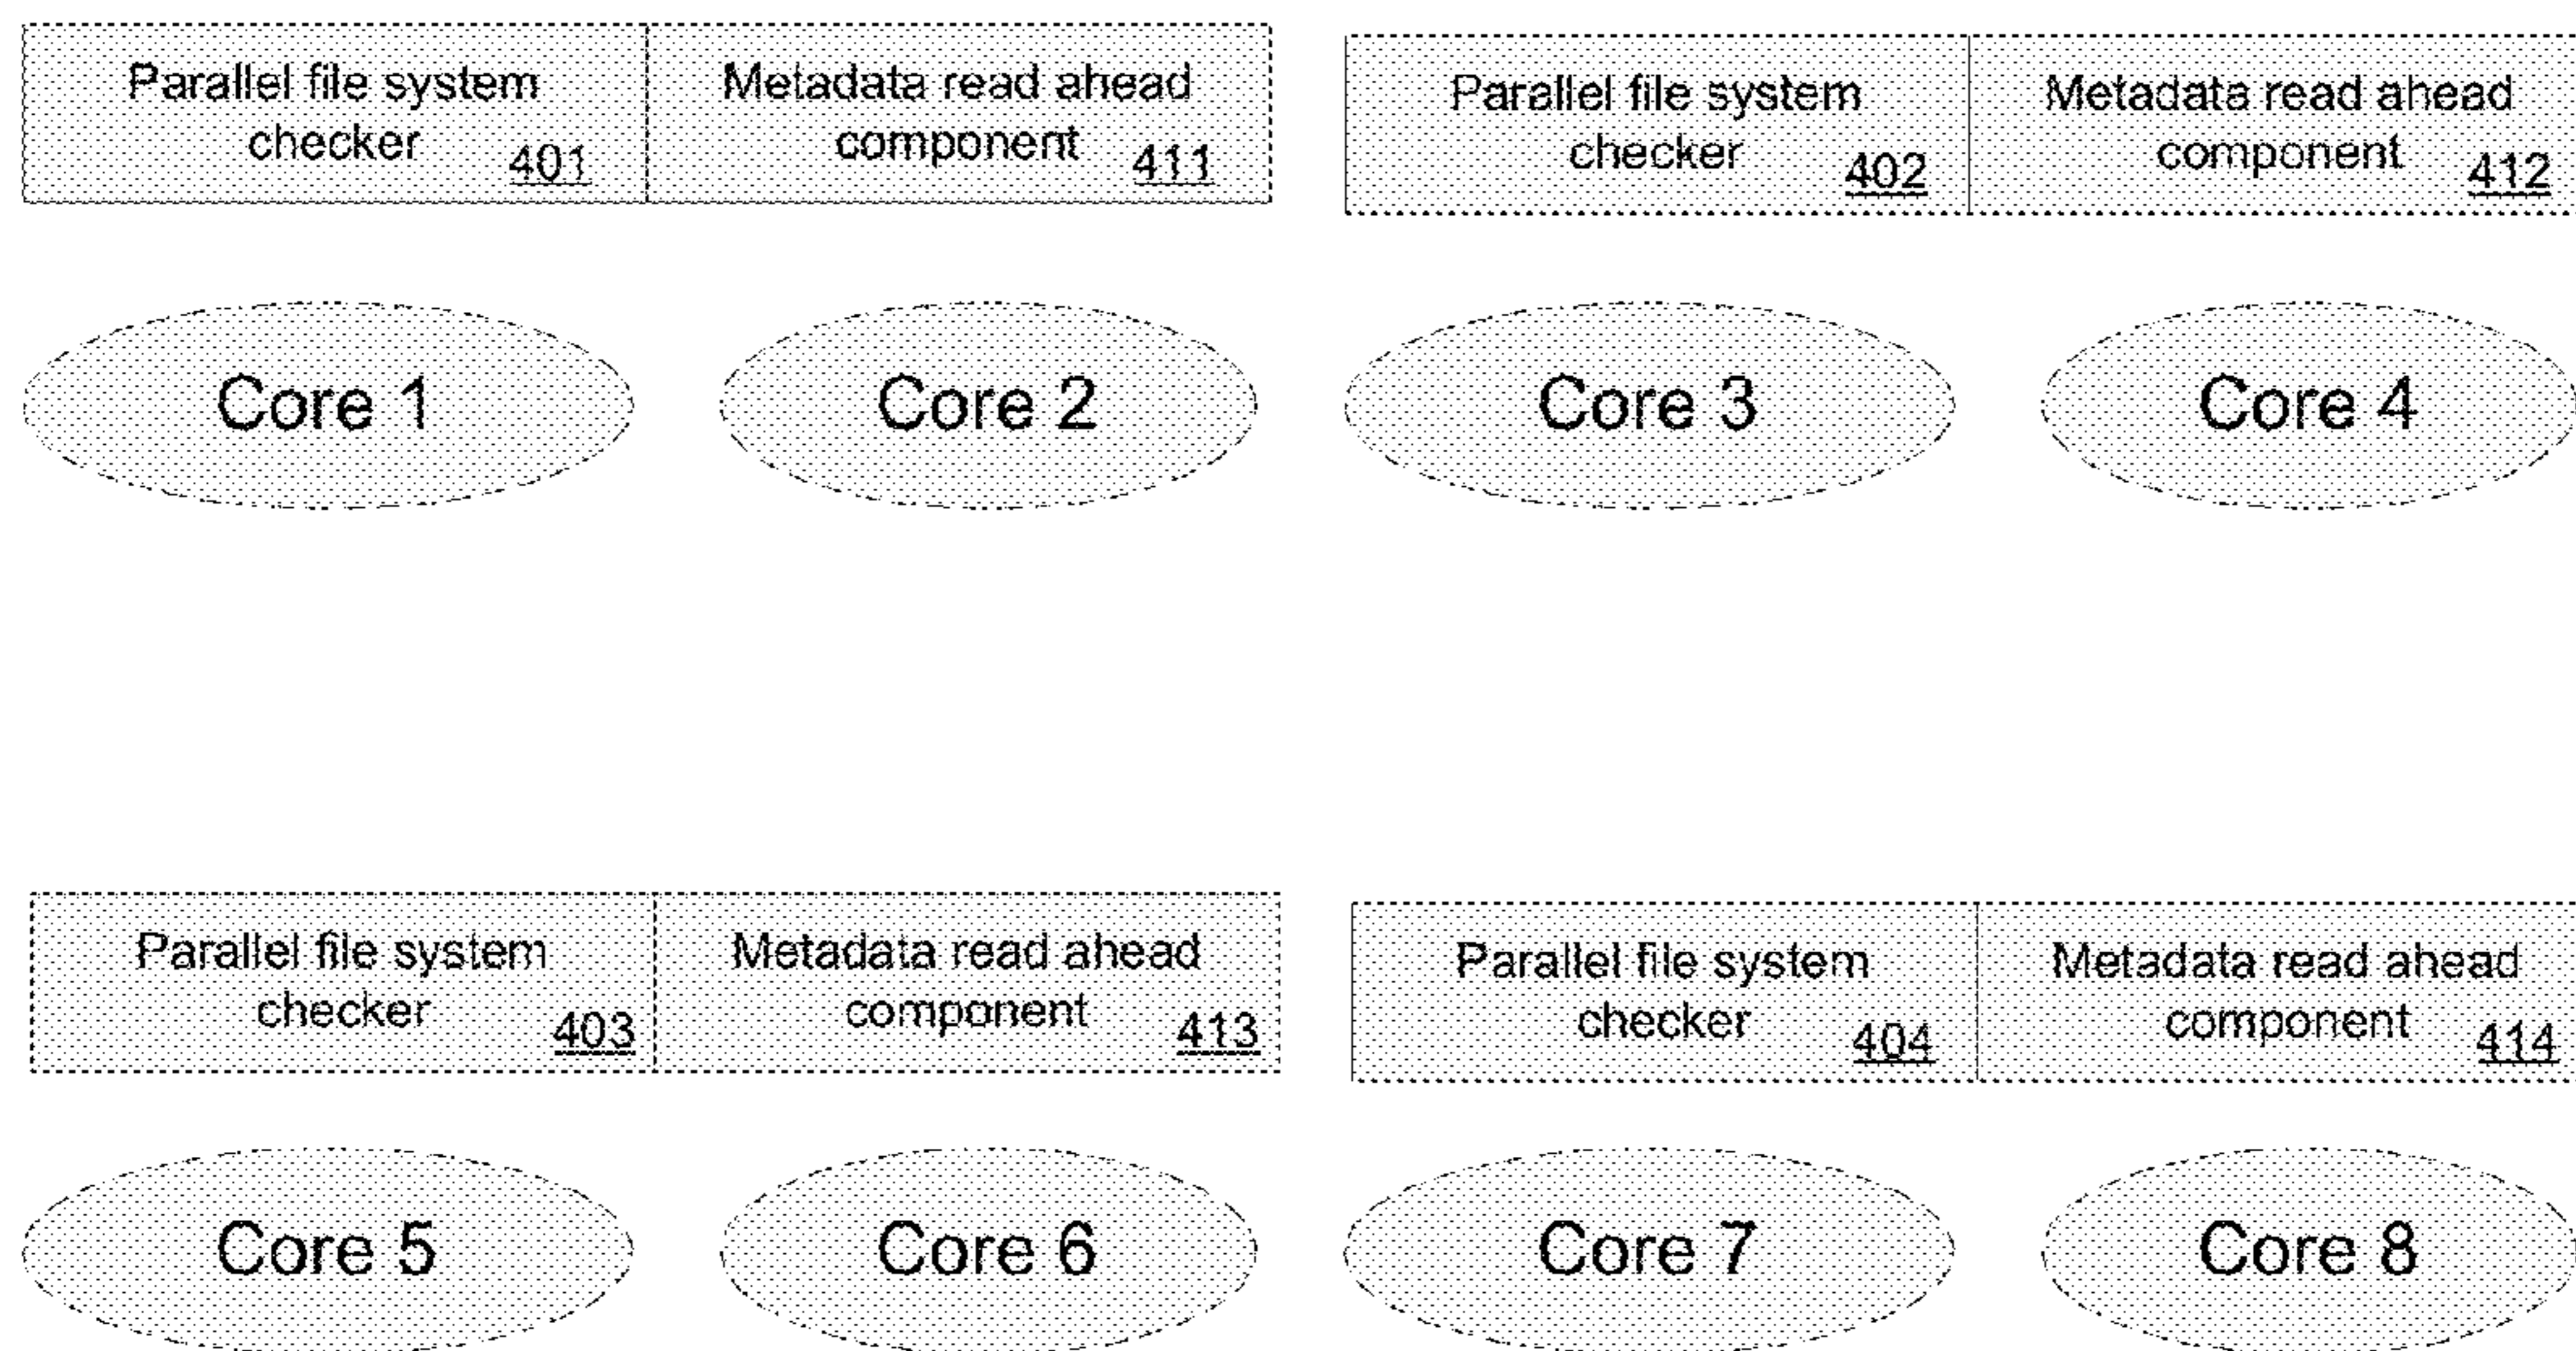 Parallel file system
checker 401
Metadata read ahead
component 411
Parallel file system
checker 402
Metadata read ahead
component 412
Core 1
Core 2
Core 3
Core 4
Parallel file system
checker 403
Metadata read ahead
component 413
Parallel file system
checker 404
Metadata read ahead
component 414
Core 5
Core 6
Core 7
Core 8